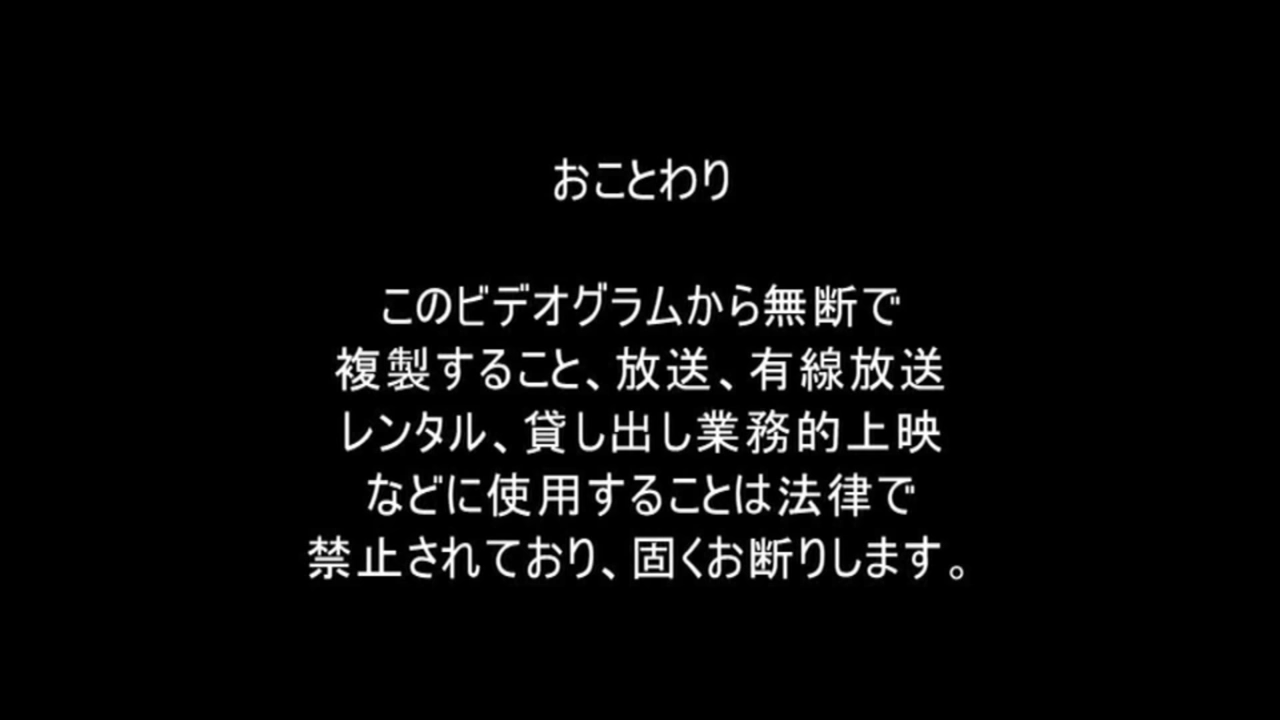 おことわり
このビデオグラムから無断で
複製すること、放送、有線放送
レンタル、貸し出し業務的上映
などに使用することは法律で
禁止されており、固くお断りします。